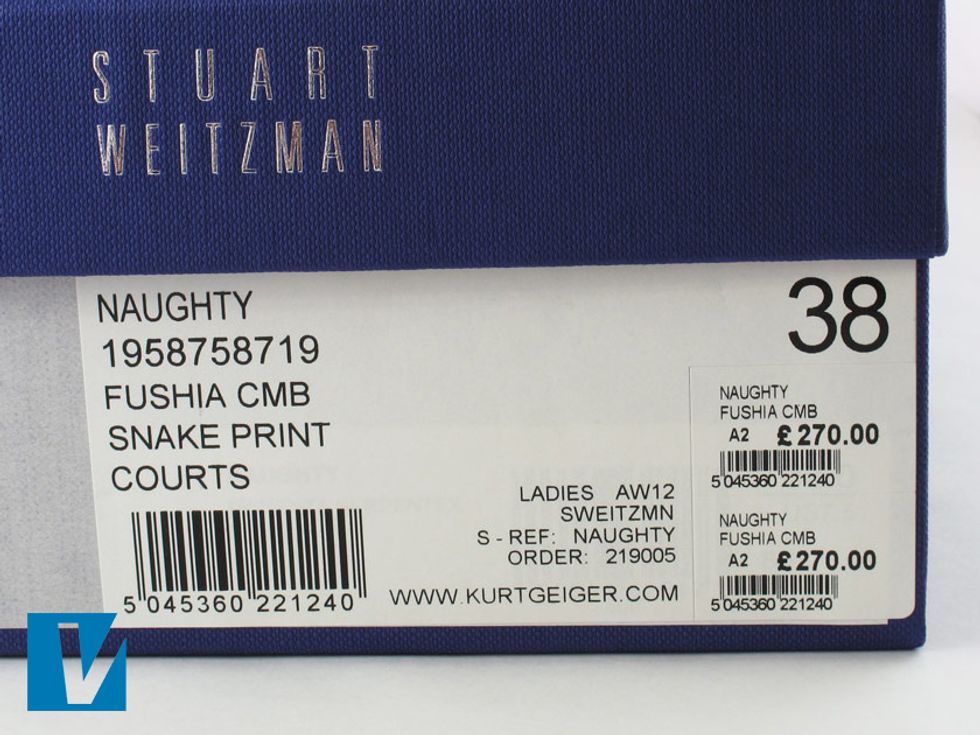 STUART
WEITZMAN
NAUGHTY
1958758719
FUSHIA CMB
SNAKE PRINT
COURTS
5 045360 221240
38
LADIES AW12
SWEITZMN
S - REF: NAUGHTY
ORDER: 219005
WWW.KURTGEIGER.COM
NAUGHTY
FUSHIA CMB
A2 £270.00
5 045360 221240
NAUGHTY
FUSHIA CMB
A2 £270.00
5 045360 221240
V